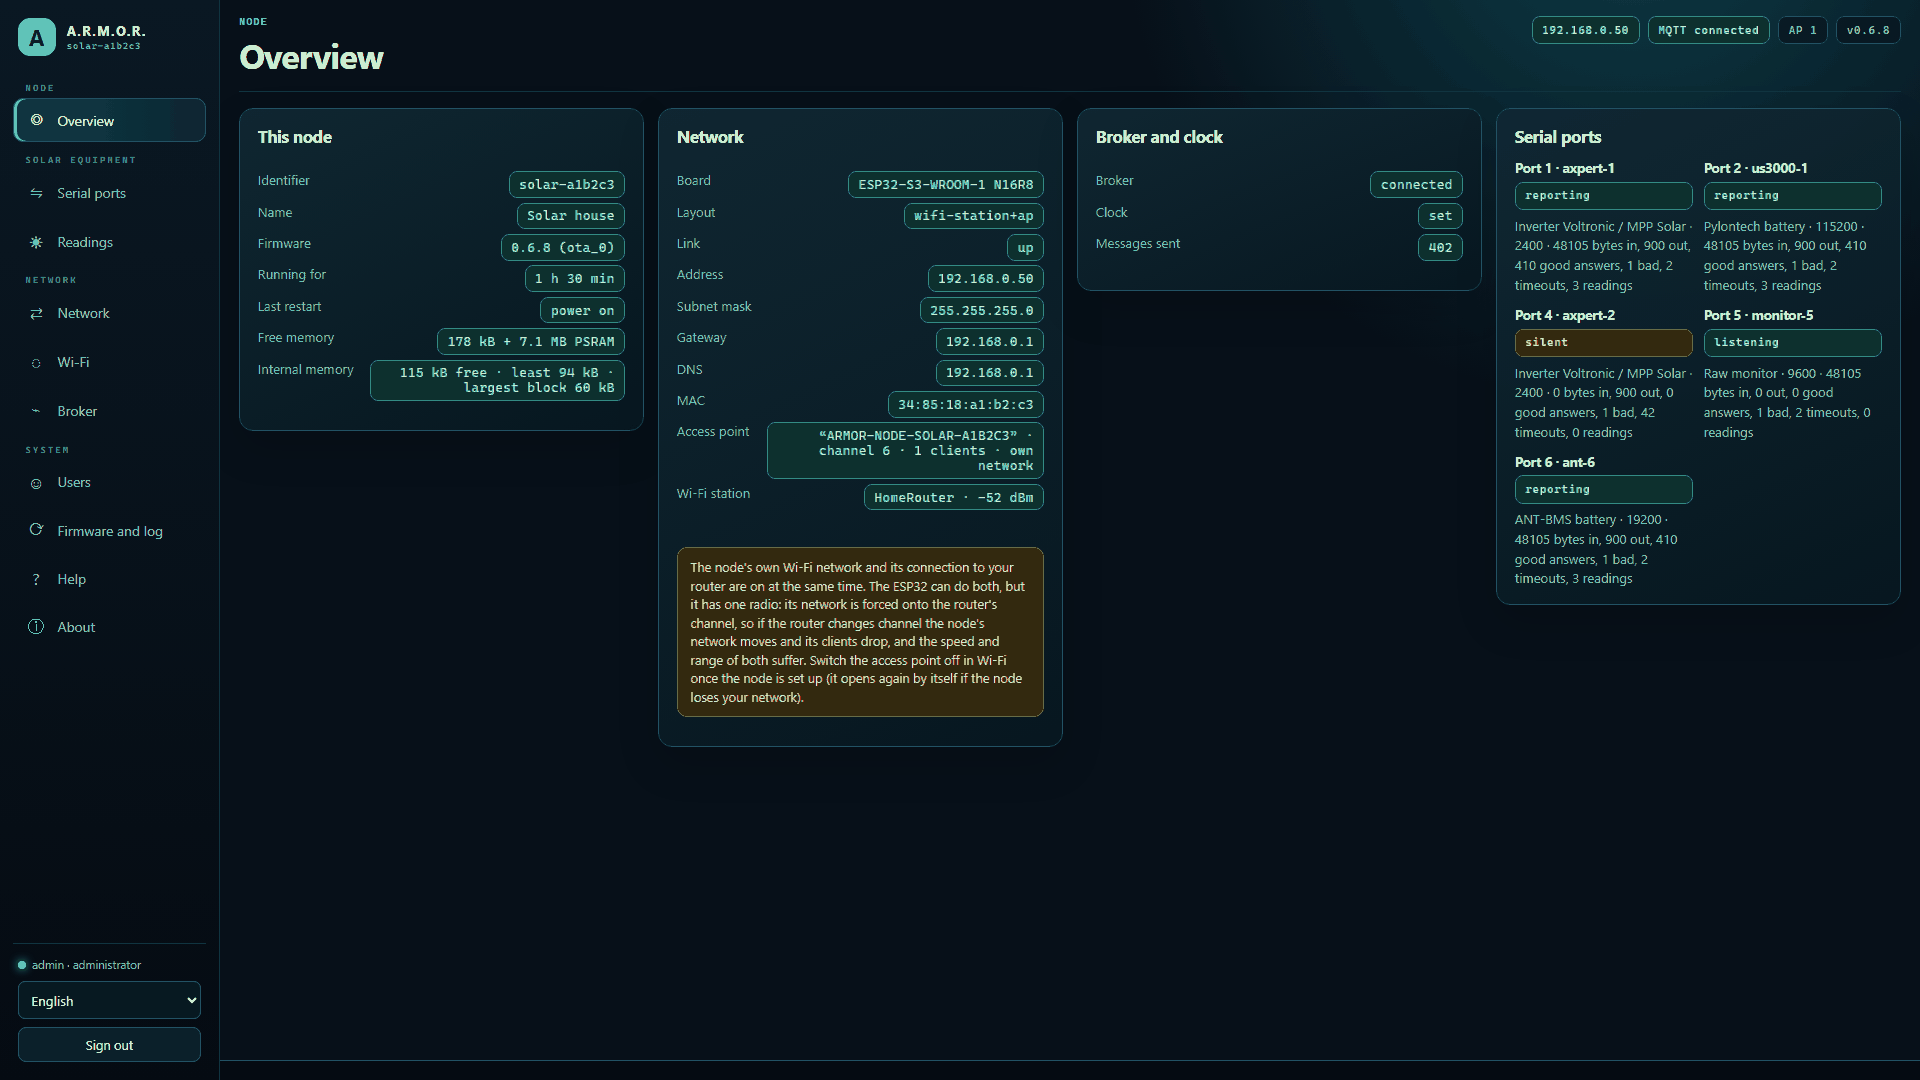 A
A.R.M.O.R.
solar-a1b2c3
NODE
Overview
SOLAR EQUIPMENT
Serial ports
Readings
NETWORK
Network
Wi-Fi
Broker
SYSTEM
Users
Firmware and log
? Help
About
admin · administrator
English
Sign out
NODE
Overview
192.168.0.50
MQTT connected
AP 1
v0.6.8
This node
Identifier solar-a1b2c3
Name Solar house
Firmware 0.6.8 (ota_0)
Running for 1 h 30 min
Last restart power on
Free memory 178 kB + 7.1 MB PSRAM
Internal memory 115 kB free · least 94 kB ·
largest block 60 kB
Network
Board ESP32-S3-WROOM-1 N16R8
Layout wifi-station+ap
Link up
Address 192.168.0.50
Subnet mask 255.255.255.0
Gateway 192.168.0.1
DNS 192.168.0.1
MAC 34:85:18:a1:b2:c3
Access point “ARMOR-NODE-SOLAR-A1B2C3” ·
channel 6 · 1 clients · own
network
Wi-Fi station HomeRouter · −52 dBm
The node's own Wi-Fi network and its connection to your
router are on at the same time. The ESP32 can do both, but
it has one radio: its network is forced onto the router's
channel, so if the router changes channel the node's
network moves and its clients drop, and the speed and
range of both suffer. Switch the access point off in Wi-Fi
once the node is set up (it opens again by itself if the node
loses your network).
Broker and clock
Broker connected
Clock set
Messages sent 402
Serial ports
Port 1 · axpert-1
reporting
Inverter Voltronic / MPP Solar ·
2400 · 48105 bytes in, 900 out,
410 good answers, 1 bad, 2
timeouts, 3 readings
Port 2 · us3000-1
reporting
Pylontech battery · 115200 ·
48105 bytes in, 900 out, 410
good answers, 1 bad, 2
timeouts, 3 readings
Port 4 · axpert-2
silent
Inverter Voltronic / MPP Solar ·
2400 · 0 bytes in, 900 out, 0
good answers, 1 bad, 42
timeouts, 0 readings
Port 5 · monitor-5
listening
Raw monitor · 9600 · 48105
bytes in, 0 out, 0 good
answers, 1 bad, 2 timeouts, 0
readings
Port 6 · ant-6
reporting
ANT-BMS battery · 19200 ·
48105 bytes in, 900 out, 410
good answers, 1 bad, 2
timeouts, 3 readings